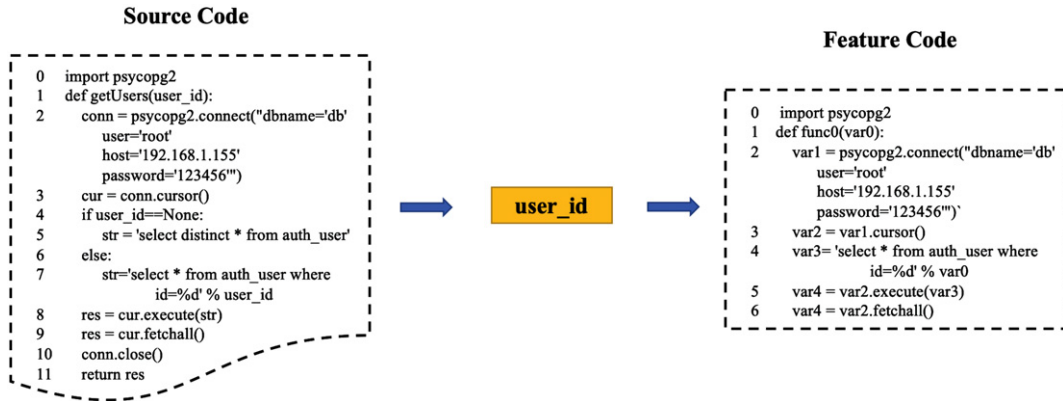 Source Code
0 import psycopg2
1 def getUsers(user_id):
2 conn = psycopg2.connect("dbname='db'
user='root'
host='192.168.1.155'
password='123456'")
3 cur = conn.cursor()
4 if user_id==None:
5 str = 'select distinct * from auth_user'
6 else:
7 str='select * from auth_user where
id=%d' % user_id
8 res = cur.execute(str)
9 res = cur.fetchall()
10 conn.close()
11 return res
user_id
Feature Code
0 import psycopg2
1 def func0(var0):
2 var1 = psycopg2.connect("dbname='db'
user='root'
host='192.168.1.155'
password='123456'")`
3 var2 = var1.cursor()
4 var3= 'select * from auth_user where
id=%d' % var0
5 var4 = var2.execute(var3)
6 var4 = var2.fetchall()